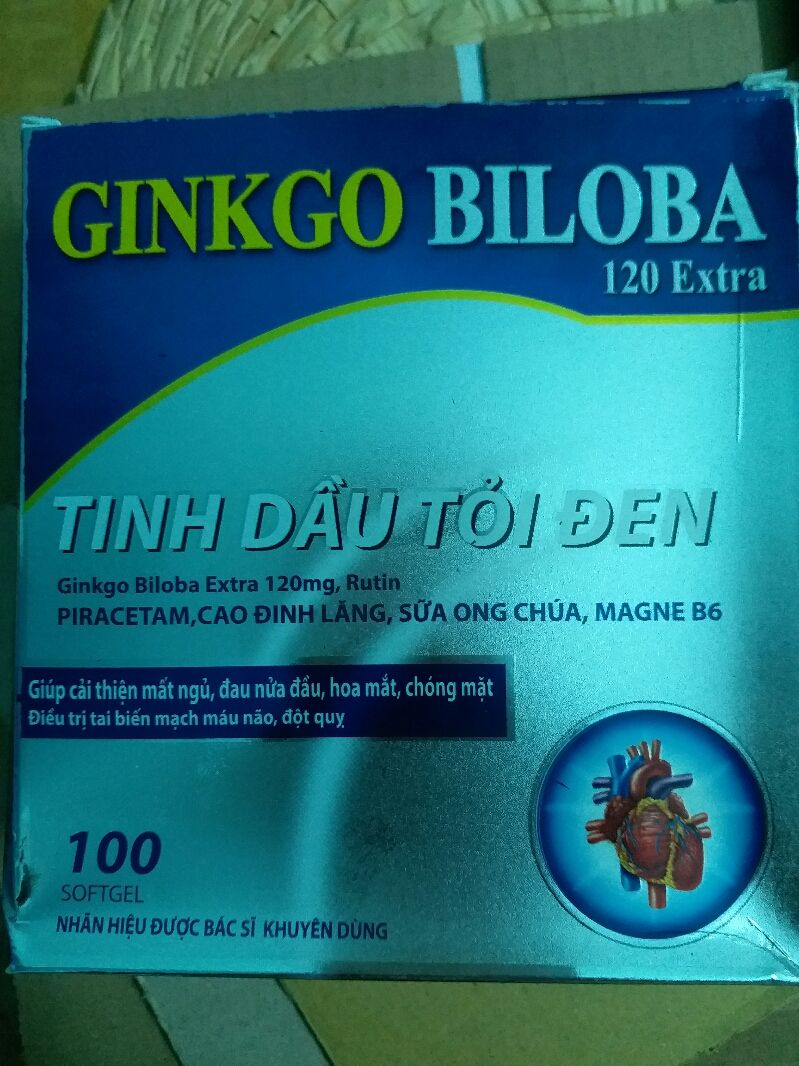 GINKGO BILOBA
120 Extra
TINH DẦU TỎI ĐEN
Ginkgo Biloba Extra 120mg, Rutin
PIRACETAM,CAO ĐINH LĂNG, SỮA ONG CHÚA, MAGNE B6
Giúp cải thiện mất ngủ, đau nửa đầu, hoa mắt, chóng mặt
Điều trị tai biến mạch máu não, đột quỵ
100
SOFTGEL
NHÃN HIỆU ĐƯỢC BÁC SĨ KHUYÊN DÙNG